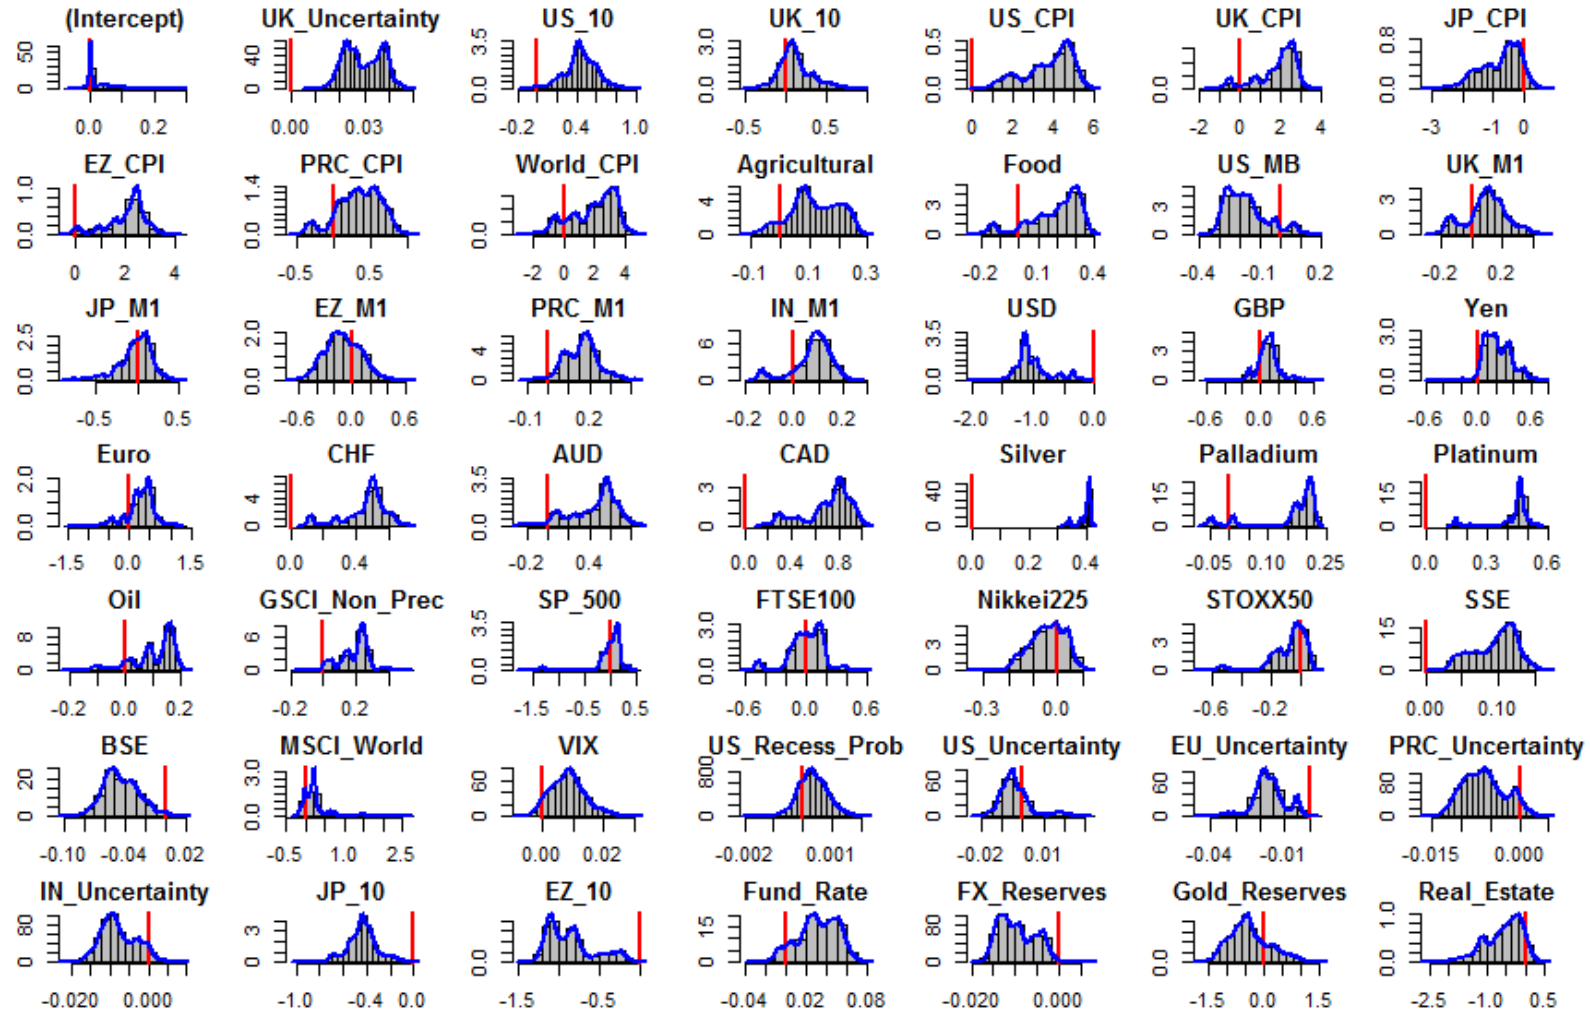 (Intercept) UK_Uncertainty US_10 UK_10 US_CPI UK_CPI JP_CPI
0.0 50 0.0 0.2
0 40 0.00 0.03
0.0 3.5 -0.2 0.4 1.0
0.0 3.0 -0.5 0.5
0.0 0.5 0 2 4 6
0.0 -2 0 2 4
0.0 0.8 -3 -1 0
EZ_CPI PRC_CPI World_CPI Agricultural Food US_MB UK_M1
0.0 1.0 0 2 4
0.0 1.4 -0.5 0.5
0.0 -2 0 2 4
0 4 -0.1 0.1 0.3
0 3 -0.2 0.1 0.4
0 3 -0.4 -0.1 0.2
0 3 -0.2 0.2
JP_M1 EZ_M1 PRC_M1 IN_M1 USD GBP Yen
0.0 2.5 -0.5 0.5
0.0 2.0 -0.6 0.0 0.6
0 4 -0.1 0.2
0 6 -0.2 0.0 0.2
0.0 3.5 -2.0 -1.0 0.0
0 3 -0.6 0.0 0.6
0.0 3.0 -0.6 0.0 0.6
Euro CHF AUD CAD Silver Palladium Platinum
0.0 2.0 -1.5 0.0 1.5
0 4 0.0 0.4
0.0 3.5 -0.2 0.4
0 3 0.0 0.4 0.8
0 40 0.0 0.2 0.4
0 15 -0.05 0.10 0.25
0 15 0.0 0.3 0.6
Oil GSCI_Non_Prec SP_500 FTSE100 Nikkei225 STOXX50 SSE
0 8 -0.2 0.0 0.2
0 6 -0.2 0.2
0.0 3.5 -1.5 -0.5 0.5
0.0 3.0 -0.6 0.0 0.6
0 3 -0.3 0.0
0 3 -0.6 -0.2
0 15 0.00 0.10
BSE MSCI_World VIX US_Recess_Prob US_Uncertainty EU_Uncertainty PRC_Uncertainty
0 20 -0.10 -0.04 0.02
0.0 3.0 -0.5 1.0 2.5
0 60 0.00 0.02
0 800 -0.002 0.001
0 60 -0.02 0.01
0 60 -0.04 -0.01
0 80 -0.015 0.000
IN_Uncertainty JP_10 EZ_10 Fund_Rate FX_Reserves Gold_Reserves Real_Estate
0 80 -0.020 0.000
0 3 -1.0 -0.4 0.0
0.0 -1.5 -0.5
0 15 -0.04 0.02 0.08
0 80 -0.020 0.000
0.0 -1.5 0.0 1.5
0.0 1.0 -2.5 -1.0 0.5